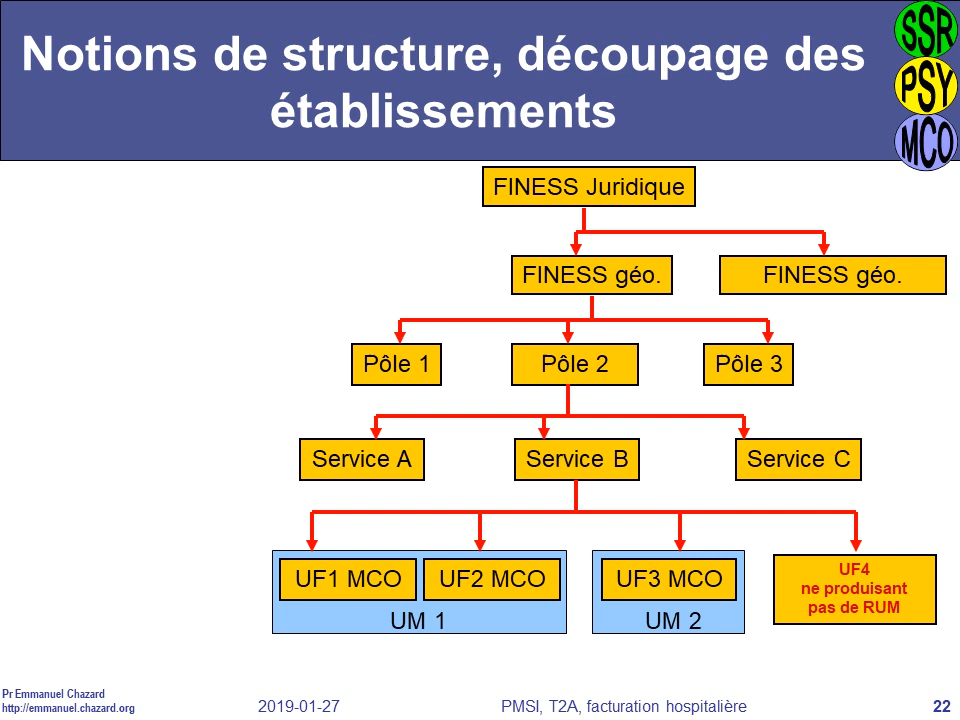 Notions de structure, découpage des
établissements
SSR
PSY
MCO
FINESS Juridique
FINESS géo.
FINESS géo.
Pôle 1
Pôle 2
Pôle 3
Service A
Service B
Service C
UF1 MCO
UF2 MCO
UF3 MCO
UF4
ne produisant
pas de RUM
UM 1
UM 2
Pr Emmanuel Chazard
http://emmanuel.chazard.org
2019-01-27
PMSI, T2A, facturation hospitalière
22